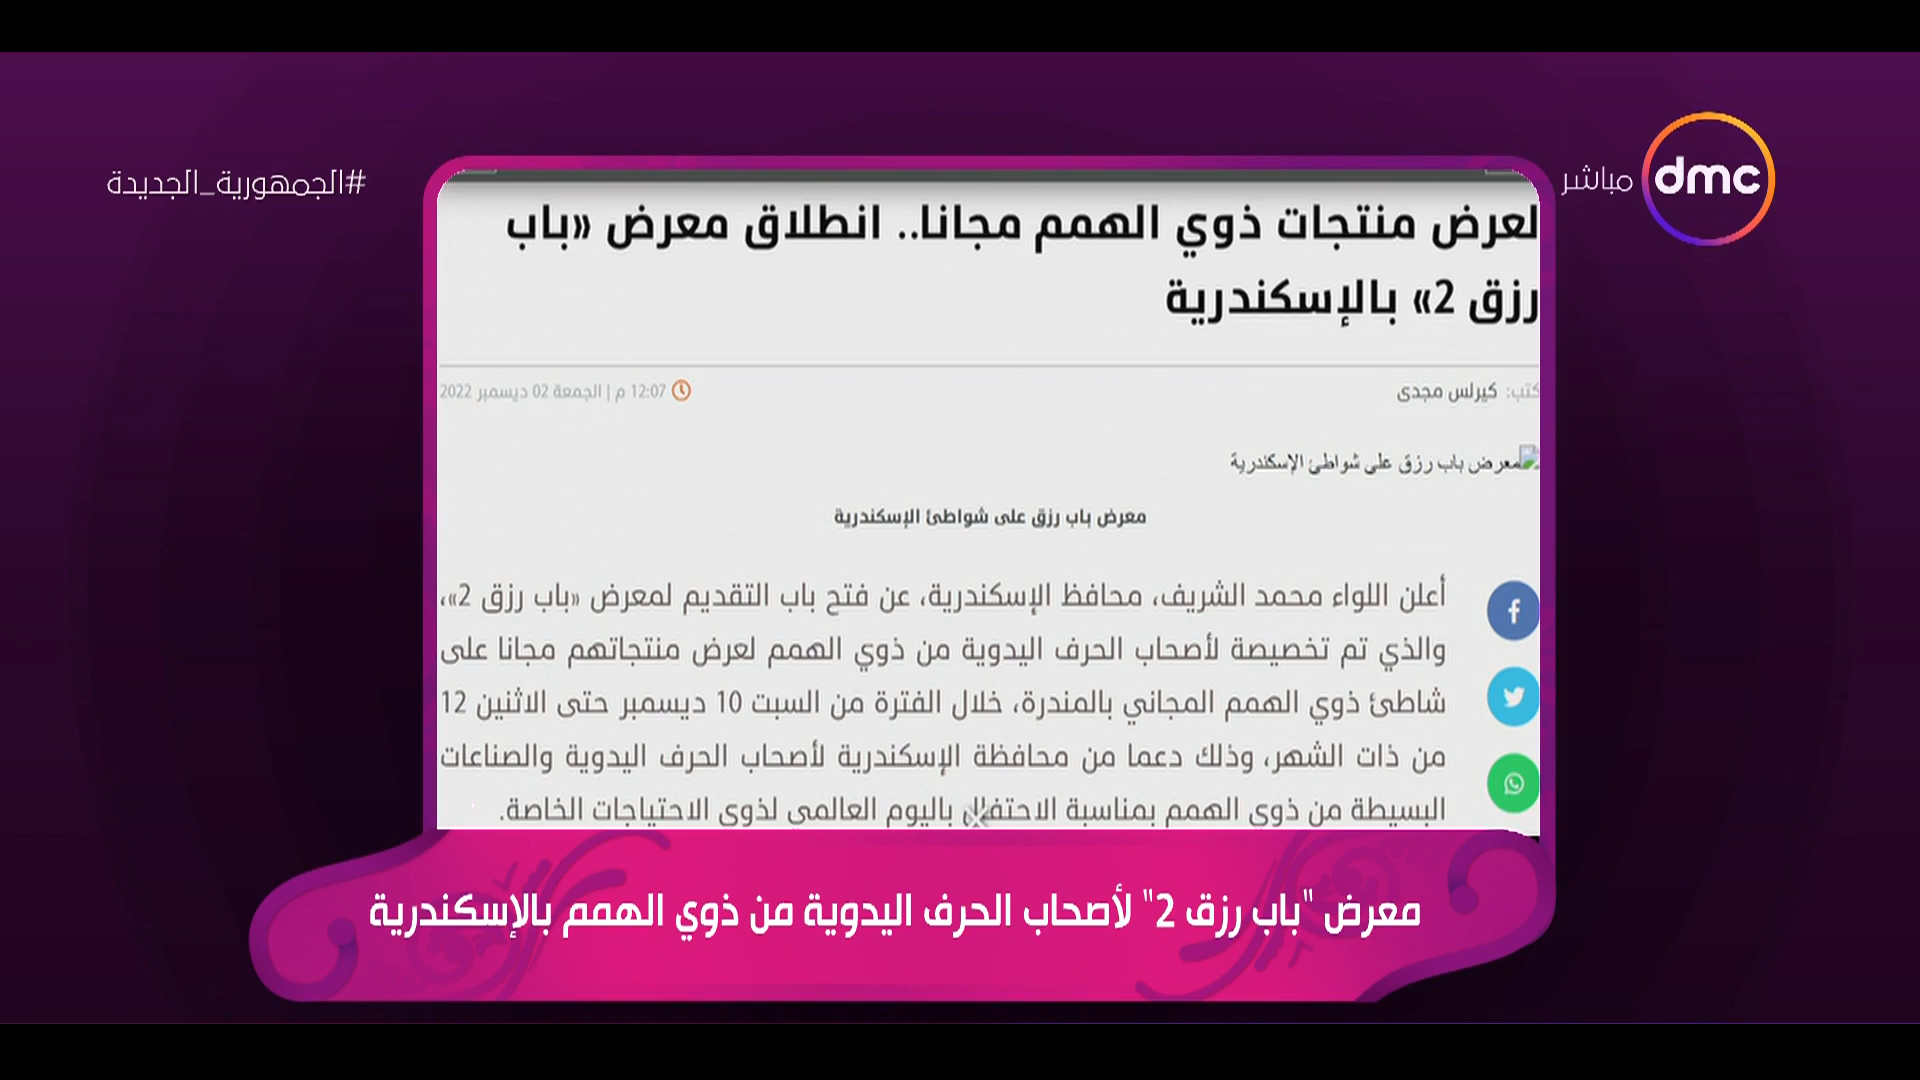 #الجمهورية_الجديدة
مباشر
dmc
لعرض منتجات ذوي الهمم مجانا.. انطلاق معرض «باب
رزق 2» بالإسكندرية
كتب: كيرلس مجدى
12:07 م | الجمعة 02 ديسمبر 2022
معرض باب رزق على شواطئ الإسكندرية
معرض باب رزق على شواطئ الإسكندرية
أعلن اللواء محمد الشريف، محافظ الإسكندرية، عن فتح باب التقديم لمعرض «باب رزق 2»،
والذي تم تخصيصة لأصحاب الحرف اليدوية من ذوي الهمم لعرض منتجاتهم مجانا على
شاطئ ذوي الهمم المجاني بالمندرة، خلال الفترة من السبت 10 ديسمبر حتى الاثنين 12
من ذات الشهر، وذلك دعما من محافظة الإسكندرية لأصحاب الحرف اليدوية والصناعات
البسيطة من ذوي الهمم بمناسبة الاحتفال باليوم العالمي لذوي الاحتياجات الخاصة.
معرض "باب رزق 2" لأصحاب الحرف اليدوية من ذوي الهمم بالإسكندرية